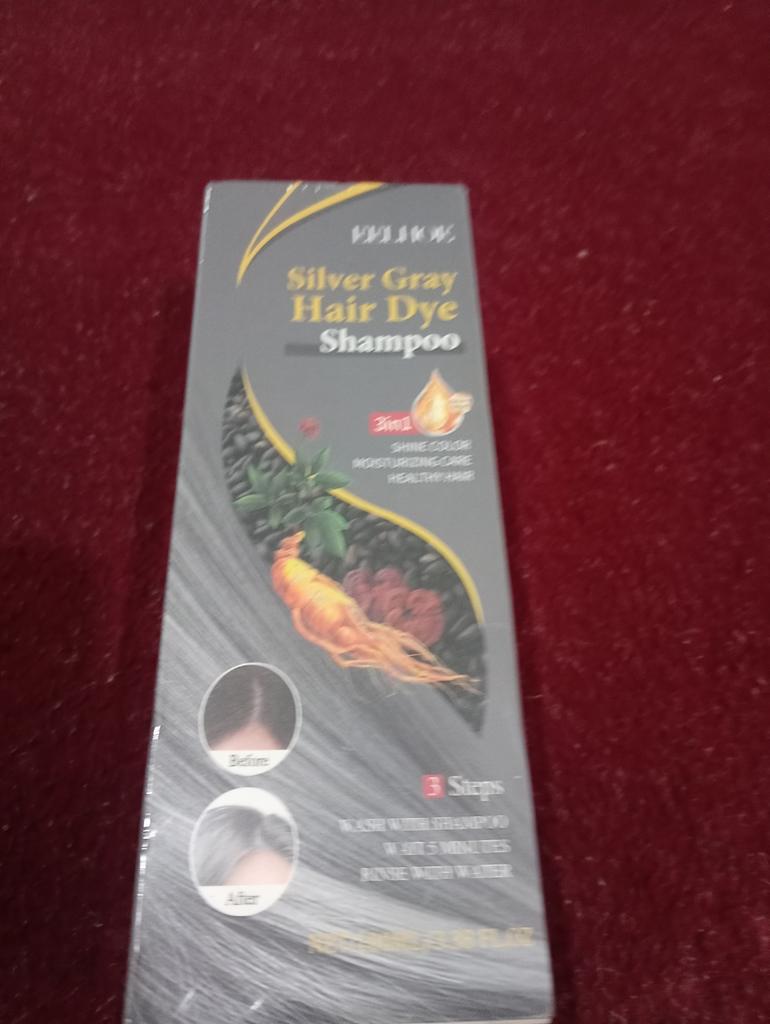 EELHOE
Silver Gray
Hair Dye
Shampoo
3in1
SHINE COLOR
MOISTURIZING CARE
HEALTHY HAIR
Before
3 Steps
WASH WITH SHAMPOO
WAIT 5 MINUTES
RINSE WITH WATER
After